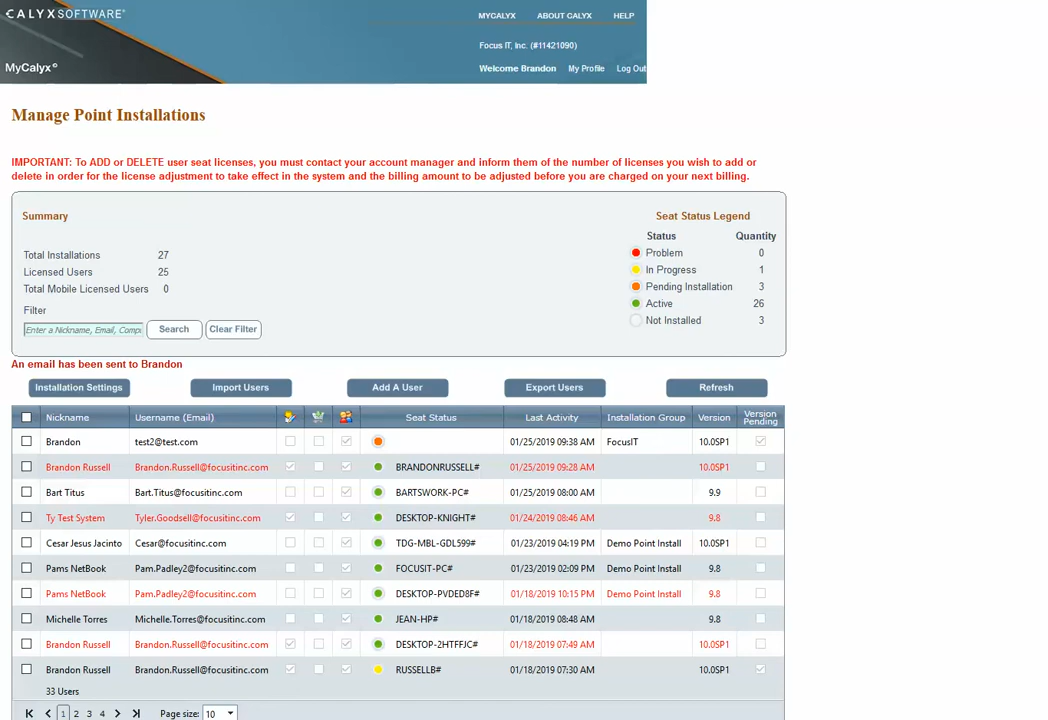 CALYXSOFTWARE®
MYCALYX ABOUT CALYX HELP
Focus IT, Inc. (#11421090)
MyCalyx® Welcome Brandon My Profile Log Out
Manage Point Installations
IMPORTANT: To ADD or DELETE user seat licenses, you must contact your account manager and inform them of the number of licenses you wish to add or
delete in order for the license adjustment to take effect in the system and the billing amount to be adjusted before you are charged on your next billing.
Summary
Total Installations 27
Licensed Users 25
Total Mobile Licensed Users 0
Filter
Enter a Nickname, Email, Comp Search Clear Filter
Seat Status Legend
Status Quantity
Problem 0
In Progress 1
Pending Installation 3
Active 26
Not Installed 3
An email has been sent to Brandon
Installation Settings Import Users Add A User Export Users Refresh
Nickname Username (Email) Seat Status Last Activity Installation Group Version Version Pending
Brandon test2@test.com 01/25/2019 09:38 AM FocusIT 10.0SP1
Brandon Russell Brandon.Russell@focusitinc.com BRANDONRUSSELL# 01/25/2019 09:28 AM 10.0SP1
Bart Titus Bart.Titus@focusitinc.com BARTSWORK-PC# 01/25/2019 08:00 AM 9.9
Ty Test System Tyler.Goodsell@focusitinc.com DESKTOP-KNIGHT# 01/24/2019 08:46 AM 9.8
Cesar Jesus Jacinto Cesar@focusitinc.com TDG-MBL-GDL599# 01/23/2019 04:19 PM Demo Point Install 10.0SP1
Pams NetBook Pam.Padley2@focusitinc.com FOCUSIT-PC# 01/23/2019 02:09 PM Demo Point Install 9.8
Pams NetBook Pam.Padley2@focusitinc.com DESKTOP-PVDED8F# 01/18/2019 10:15 PM Demo Point Install 9.8
Michelle Torres Michelle.Torres@focusitinc.com JEAN-HP# 01/18/2019 08:48 AM 9.8
Brandon Russell Brandon.Russell@focusitinc.com DESKTOP-2HTFFJC# 01/18/2019 07:49 AM 10.0SP1
Brandon Russell Brandon.Russell@focusitinc.com RUSSELLB# 01/18/2019 07:30 AM 10.0SP1
33 Users
1 2 3 4 Page size: 10